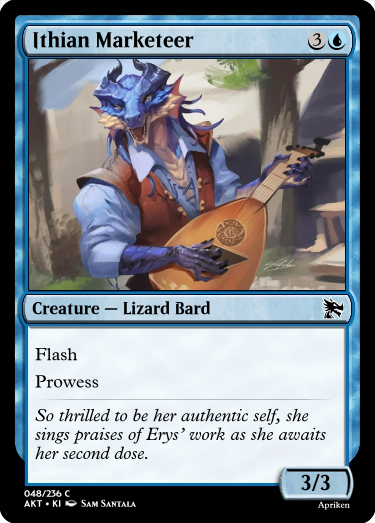 Ithian Marketeer 3
Creature — Lizard Bard
Flash
Prowess
So thrilled to be her authentic self, she
sings praises of Erys’ work as she awaits
her second dose.
3/3
048/236 C
AKT • KI Sam Santala
Apriken